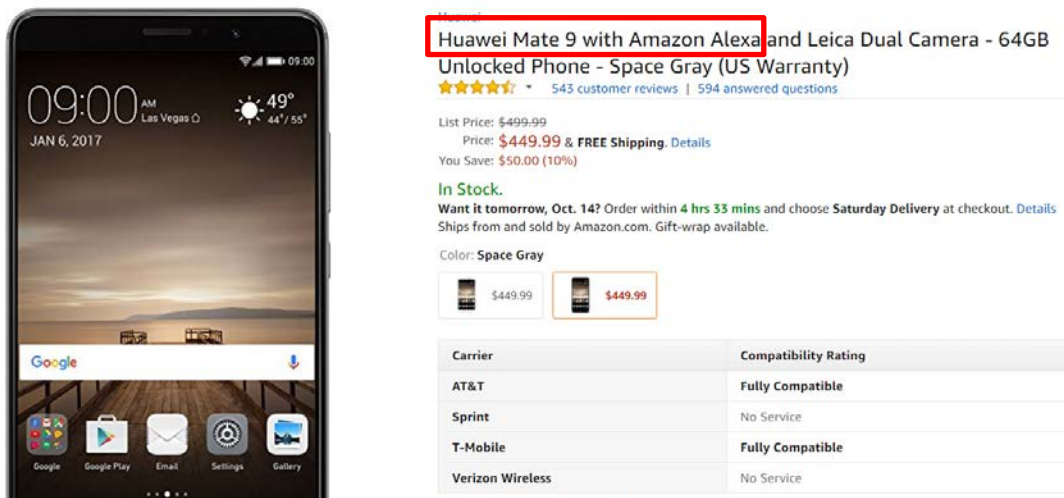 09:00
09:00 AM
Las Vegas
49°
44°/ 55°
JAN 6, 2017
Google
Google
Google Play
Email
Settings
Gallery
Huawei Mate 9 with Amazon Alexa and Leica Dual Camera - 64GB
Unlocked Phone - Space Gray (US Warranty)
543 customer reviews | 594 answered questions
List Price: $499.99
Price: $449.99 & FREE Shipping. Details
You Save: $50.00 (10%)
In Stock.
Want it tomorrow, Oct. 14? Order within 4 hrs 33 mins and choose Saturday Delivery at checkout. Details
Ships from and sold by Amazon.com. Gift-wrap available.
Color: Space Gray
$449.99
$449.99
Carrier Compatibility Rating
AT&T Fully Compatible
Sprint No Service
T-Mobile Fully Compatible
Verizon Wireless No Service